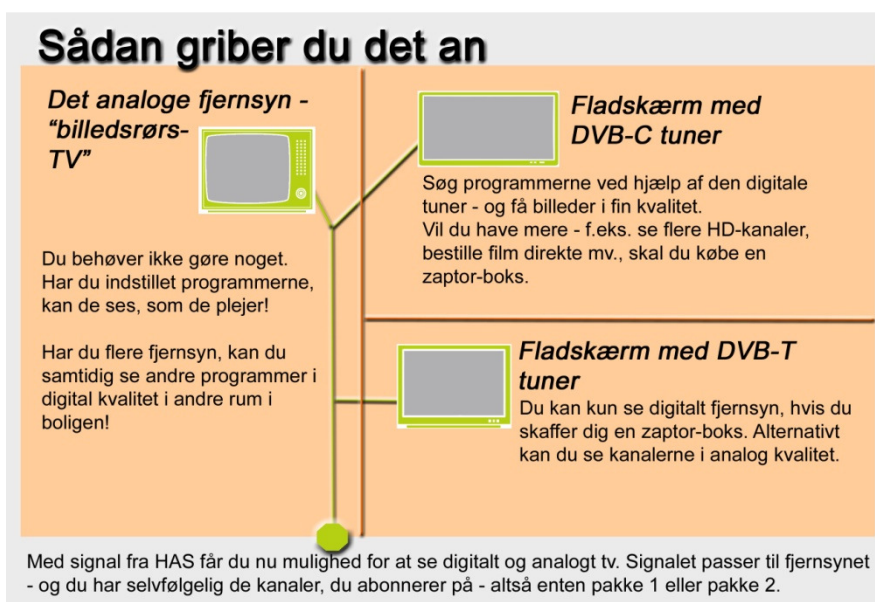 Sådan griber du det an
Det analoge fjernsyn -
"billedsrørs-
TV"
Du behøver ikke gøre noget.
Har du indstillet programmerne,
kan de ses, som de plejer!
Har du flere fjernsyn, kan du
samtidig se andre programmer i
digital kvalitet i andre rum i
boligen!
Fladskærm med
DVB-C tuner
Søg programmerne ved hjælp af den digitale
tuner - og få billeder i fin kvalitet.
Vil du have mere - f.eks. se flere HD-kanaler,
bestille film direkte mv., skal du købe en
zaptor-boks.
Fladskærm med DVB-T
tuner
Du kan kun se digitalt fjernsyn, hvis du
skaffer dig en zaptor-boks. Alternativt
kan du se kanalerne i analog kvalitet.
Med signal fra HAS får du nu mulighed for at se digitalt og analogt tv. Signalet passer til fjernsynet
- og du har selvfølgelig de kanaler, du abonnerer på - altså enten pakke 1 eller pakke 2.